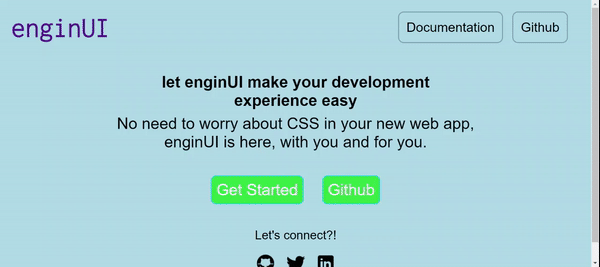 enginUI
Documentation
Github
let enginUI make your development
experience easy
No need to worry about CSS in your new web app,
enginUI is here, with you and for you.
Get Started
Github
Let's connect?!